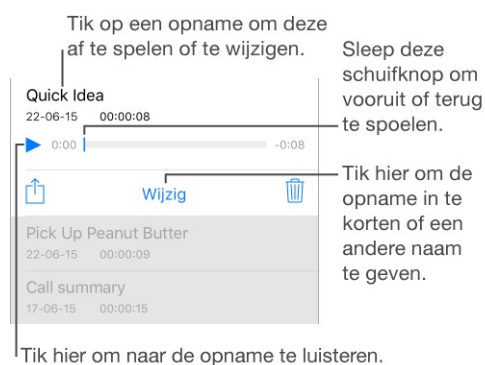 Tik op een opname om deze
af te spelen of te wijzigen.
Sleep deze
schuifknop om
vooruit of terug
te spoelen.
Quick Idea
22-06-15 00:00:08
0:00 -0:08
Wijzig
Tik hier om de
opname in te
korten of een
andere naam
te geven.
Pick Up Peanut Butter
22-06-15 00:00:09
Call summary
17-06-15 00:00:15
Tik hier om naar de opname te luisteren.